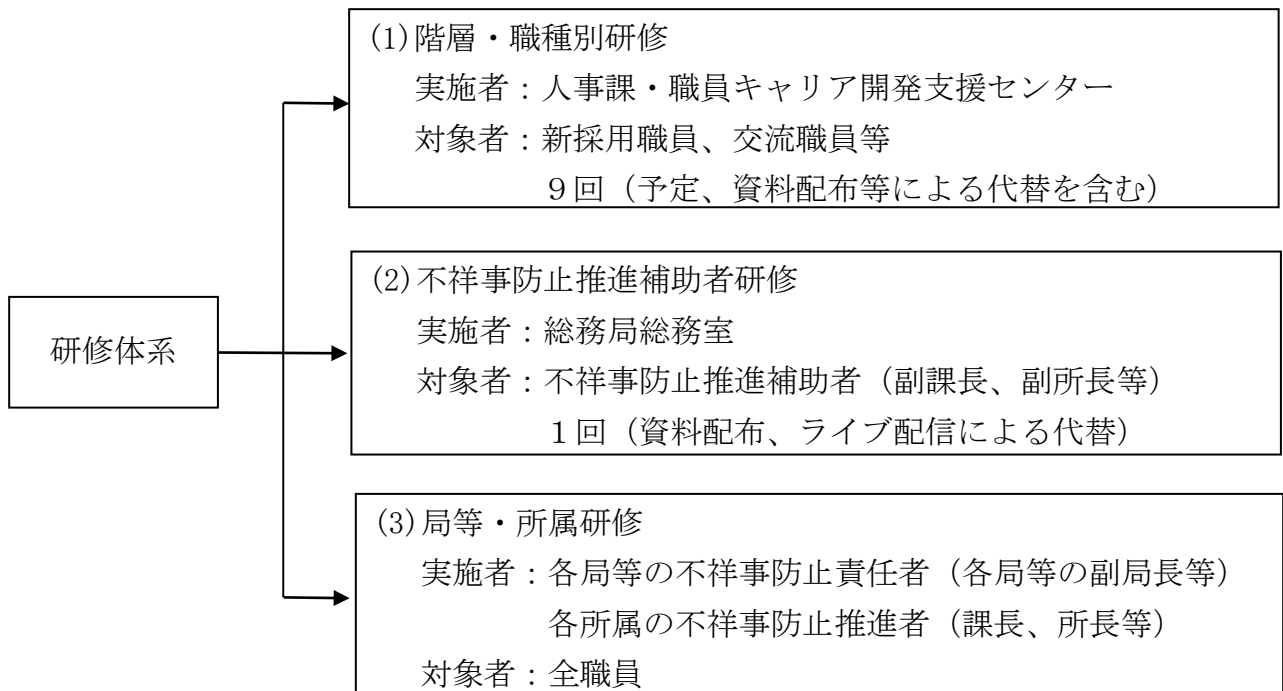 研修体系
(1)階層・職種別研修
実施者：人事課・職員キャリア開発支援センター
対象者：新採用職員、交流職員等
９回（予定、資料配布等による代替を含む）
(2)不祥事防止推進補助者研修
実施者：総務局総務室
対象者：不祥事防止推進補助者（副課長、副所長等）
１回（資料配布、ライブ配信による代替）
(3)局等・所属研修
実施者：各局等の不祥事防止責任者（各局等の副局長等）
各所属の不祥事防止推進者（課長、所長等）
対象者：全職員